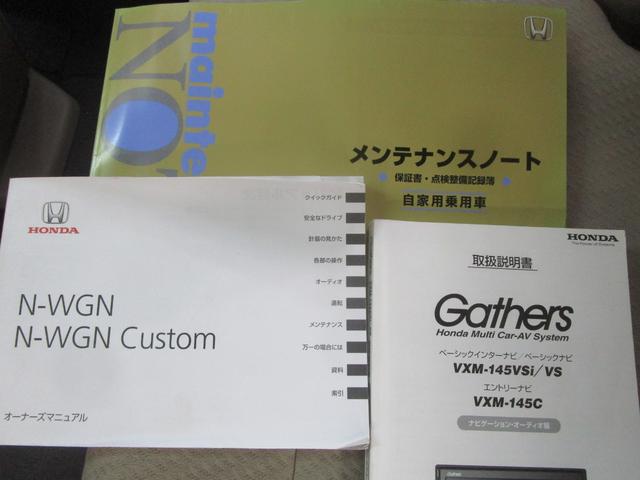 mainte
NO
メンテナンスノート
保証書・点検整備記録簿
自家用乗用車
HONDA
N-WGN
N-WGN Custom
オーナーズマニュアル
クイックガイド
安全なドライブ
計器の見かた
各部の操作
オーディオ
運転
メンテナンス
万一の場合には
資料
索引
HONDA
The Power of Dreams
取扱説明書
Gathers
Honda Multi Car-AV System
ベーシックインターナビ/ベーシックナビ
VXM-145VSi/VS
エントリーナビ
VXM-145C
ナビゲーション・オーディオ編